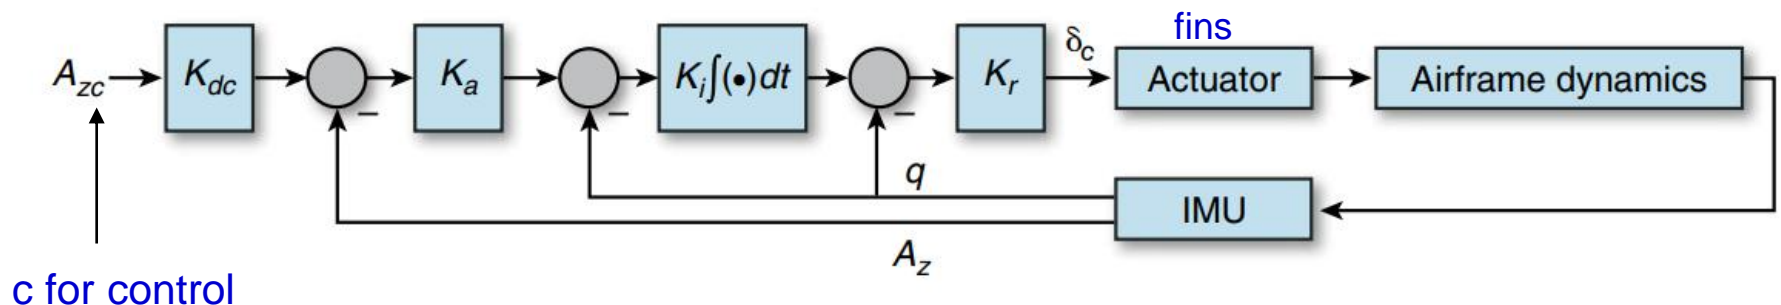 fins
A_zc
K_dc
−
K_a
−
K_i∫(•)dt
−
K_r
δ_c
Actuator
Airframe dynamics
q
IMU
A_z
c for control